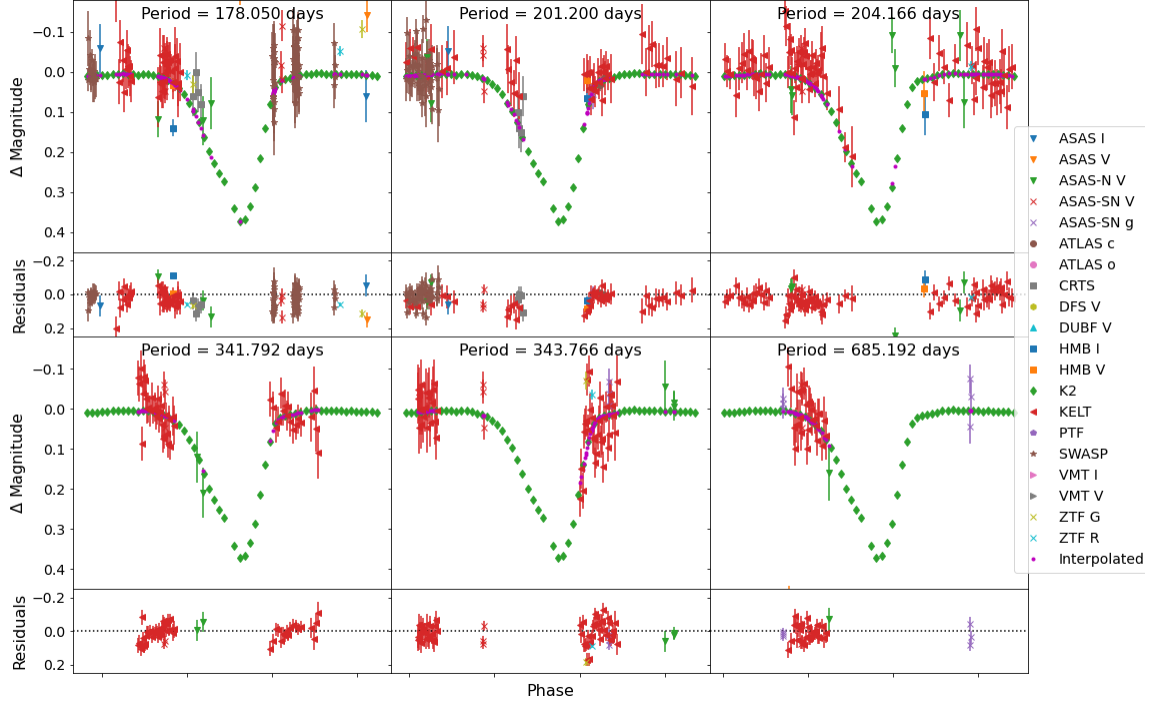 Period = 178.050 days
Period = 201.200 days
Period = 204.166 days
−0.1
0.0
0.1
0.2
0.3
0.4
Δ Magnitude
−0.2
0.0
0.2
Residuals
Period = 341.792 days
Period = 343.766 days
Period = 685.192 days
−0.1
0.0
0.1
0.2
0.3
0.4
Δ Magnitude
−0.2
0.0
0.2
Residuals
Phase
ASAS I
ASAS V
ASAS-N V
ASAS-SN V
ASAS-SN g
ATLAS c
ATLAS o
CRTS
DFS V
DUBF V
HMB I
HMB V
K2
KELT
PTF
SWASP
VMT I
VMT V
ZTF G
ZTF R
Interpolated